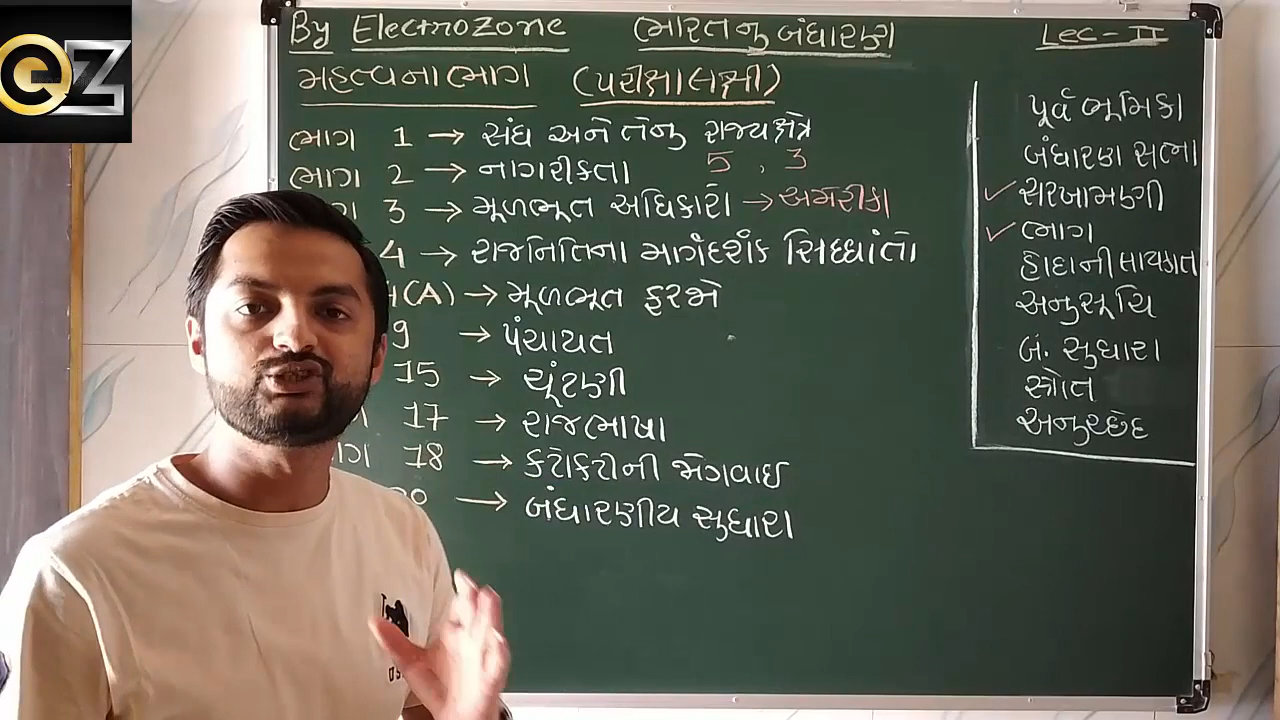 eZ
By Electrozone ભારતનુ બંધારણ Lec-II
મહત્વના ભાગ (પરીક્ષાલક્ષી)
ભાગ 1 → સંઘ અને તેનુ રાજ્યક્ષેત્ર
5, 3
ભાગ 2 → નાગરીકતા
ગ 3 → મૂળભૂત અધિકારો → અમરીકા
4 → રાજનિતિના માર્ગદર્શક સિદ્ધાંતો
(A) → મૂળભૂત ફરજો
9 → પંચાયત
15 → ચૂંટણી
17 → રાજભાષા
ગ 18 → કટોકટીની જોગવાઇ
→ બંધારણીય સુધારા
પૂર્વ ભૂમિકા
બંધારણ સભા
✓ સરખામણી
✓ ભાગ
હોદાની લાયકાત
અનુસૂચિ
બં. સુધારા
સ્રોત
અનુચ્છેદ